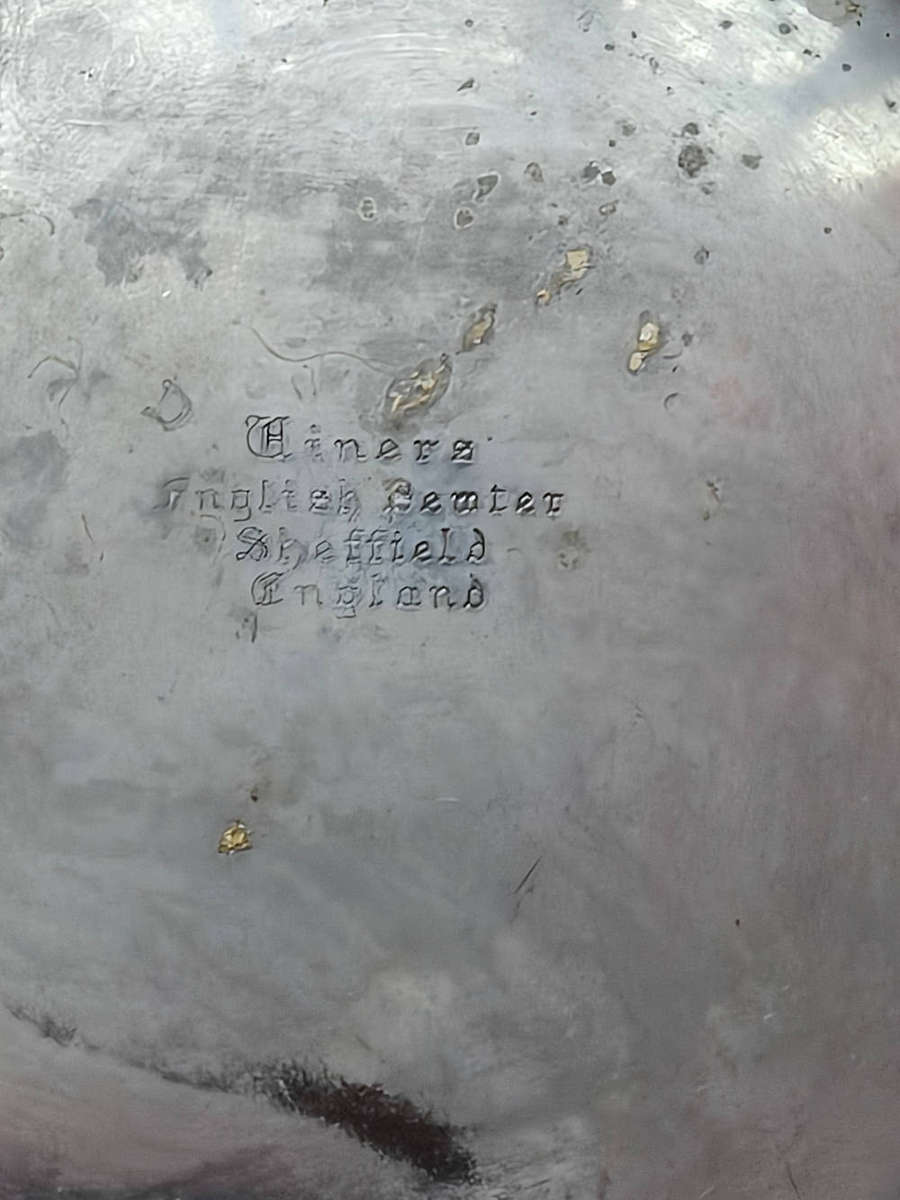 Viners
English Pewter
Sheffield
England